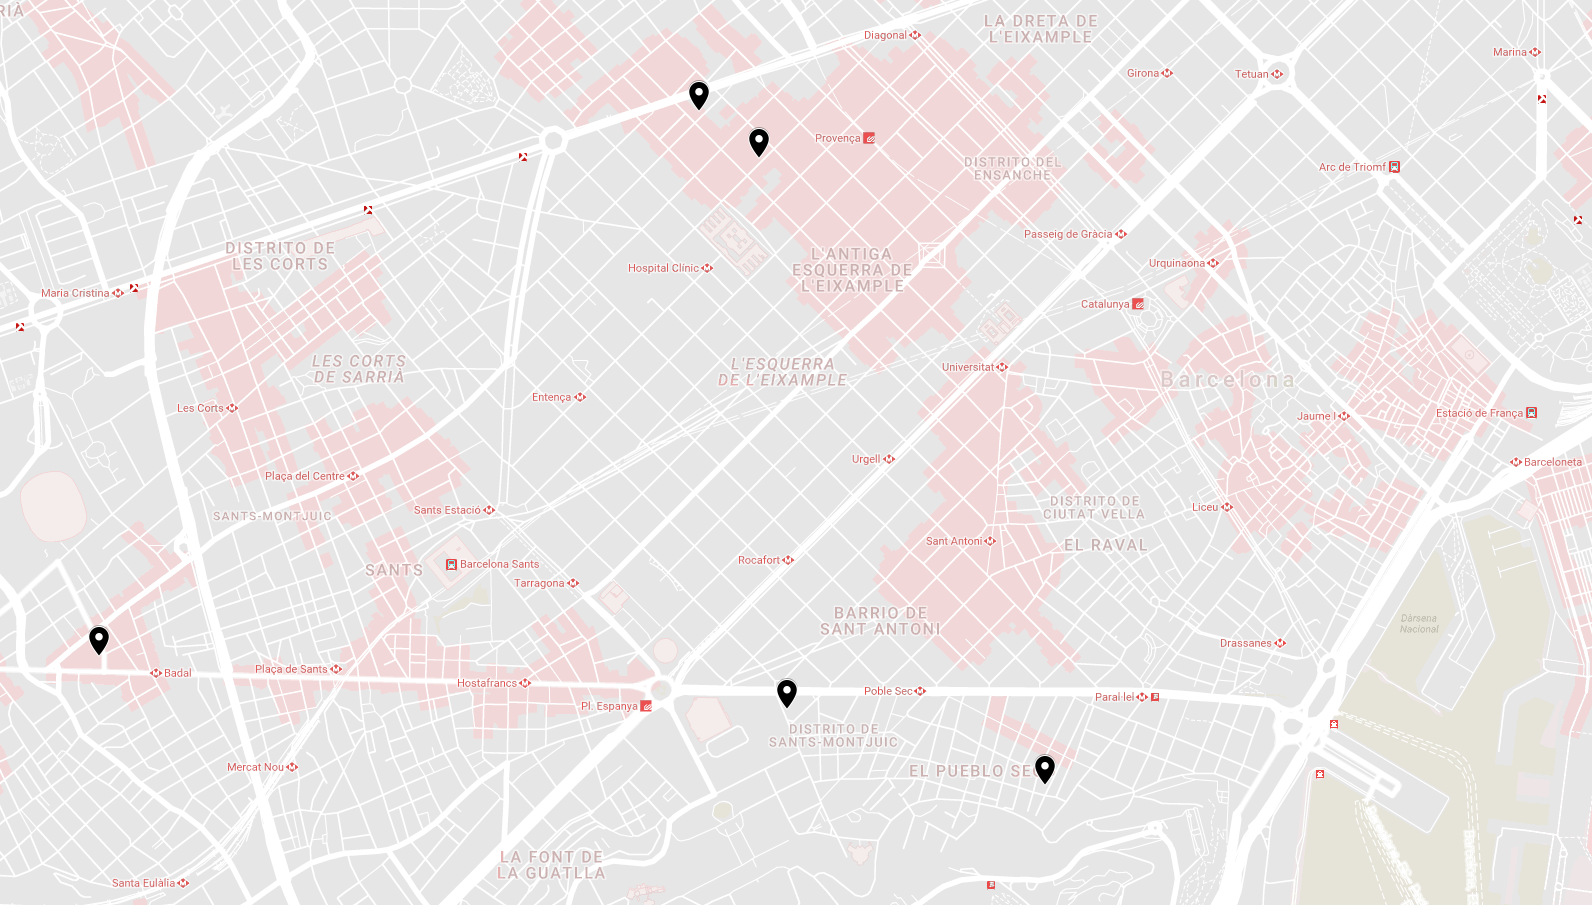 RIÀ
LA DRETA DE
L'EIXAMPLE
Diagonal
Marina
Girona
Tetuan
Provença
DISTRITO DEL
ENSANCHE
Arc de Triomf
Passeig de Gràcia
DISTRITO DE
LES CORTS
L'ANTIGA
ESQUERRA DE
L'EIXAMPLE
Hospital Clínic
Urquinaona
Maria Cristina
Catalunya
LES CORTS
DE SARRIÀ
L'ESQUERRA
DE L'EIXAMPLE
Universitat
Barcelona
Entença
Les Corts
Jaume I
Estació de França
Urgell
Barceloneta
Plaça del Centre
SANTS-MONTJUIC
Sants Estació
DISTRITO DE
CIUTAT VELLA
Liceu
Sant Antoni
EL RAVAL
SANTS
Barcelona Sants
Rocafort
Tarragona
BARRIO DE
SANT ANTONI
Dàrsena
Nacional
Drassanes
Badal
Plaça de Sants
Hostafrancs
Poble Sec
Paral·lel
Pl. Espanya
DISTRITO DE
SANTS-MONTJUIC
Mercat Nou
EL PUEBLO SEC
LA FONT DE
LA GUATLLA
Santa Eulàlia